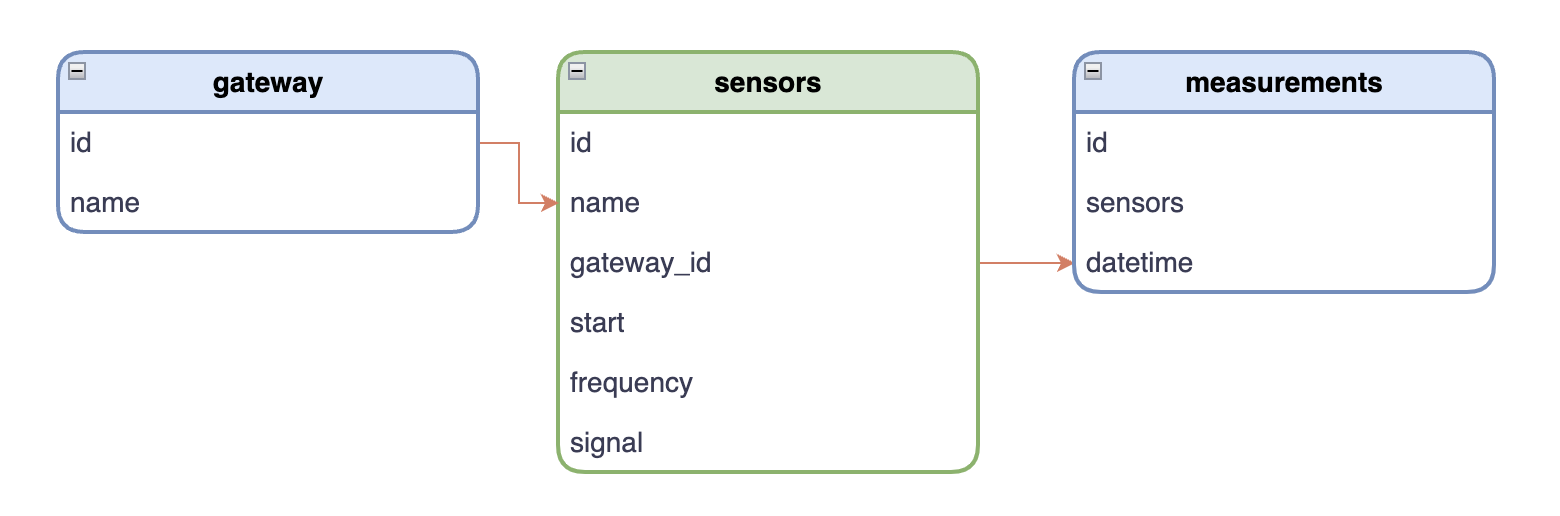 gateway
id
name
sensors
id
name
gateway_id
start
frequency
signal
measurements
id
sensors
datetime